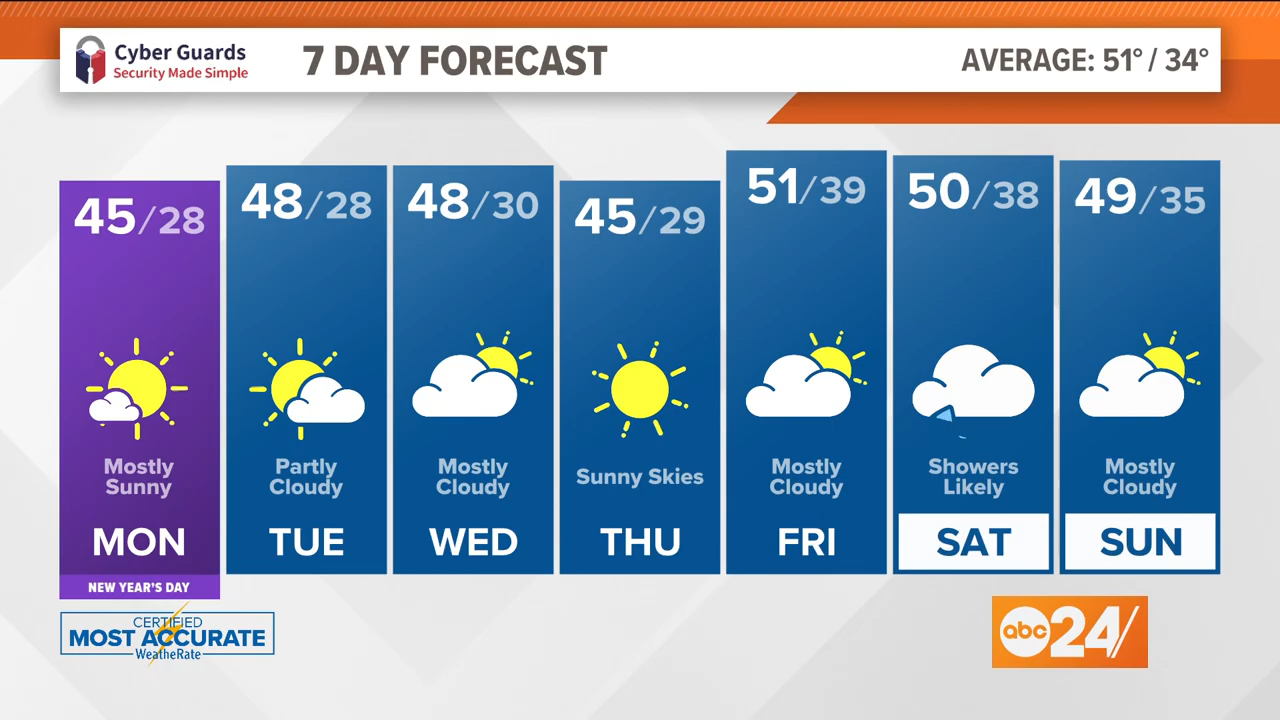 Cyber Guards
Security Made Simple
7 DAY FORECAST
AVERAGE: 51° / 34°
45/28
48/28
48/30
45/29
51/39
50/38
49/35
Mostly
Sunny
Partly
Cloudy
Mostly
Cloudy
Sunny Skies
Mostly
Cloudy
Showers
Likely
Mostly
Cloudy
MON
TUE
WED
THU
FRI
SAT
SUN
NEW YEAR'S DAY
CERTIFIED
MOST ACCURATE
WeatheRate
abc24/